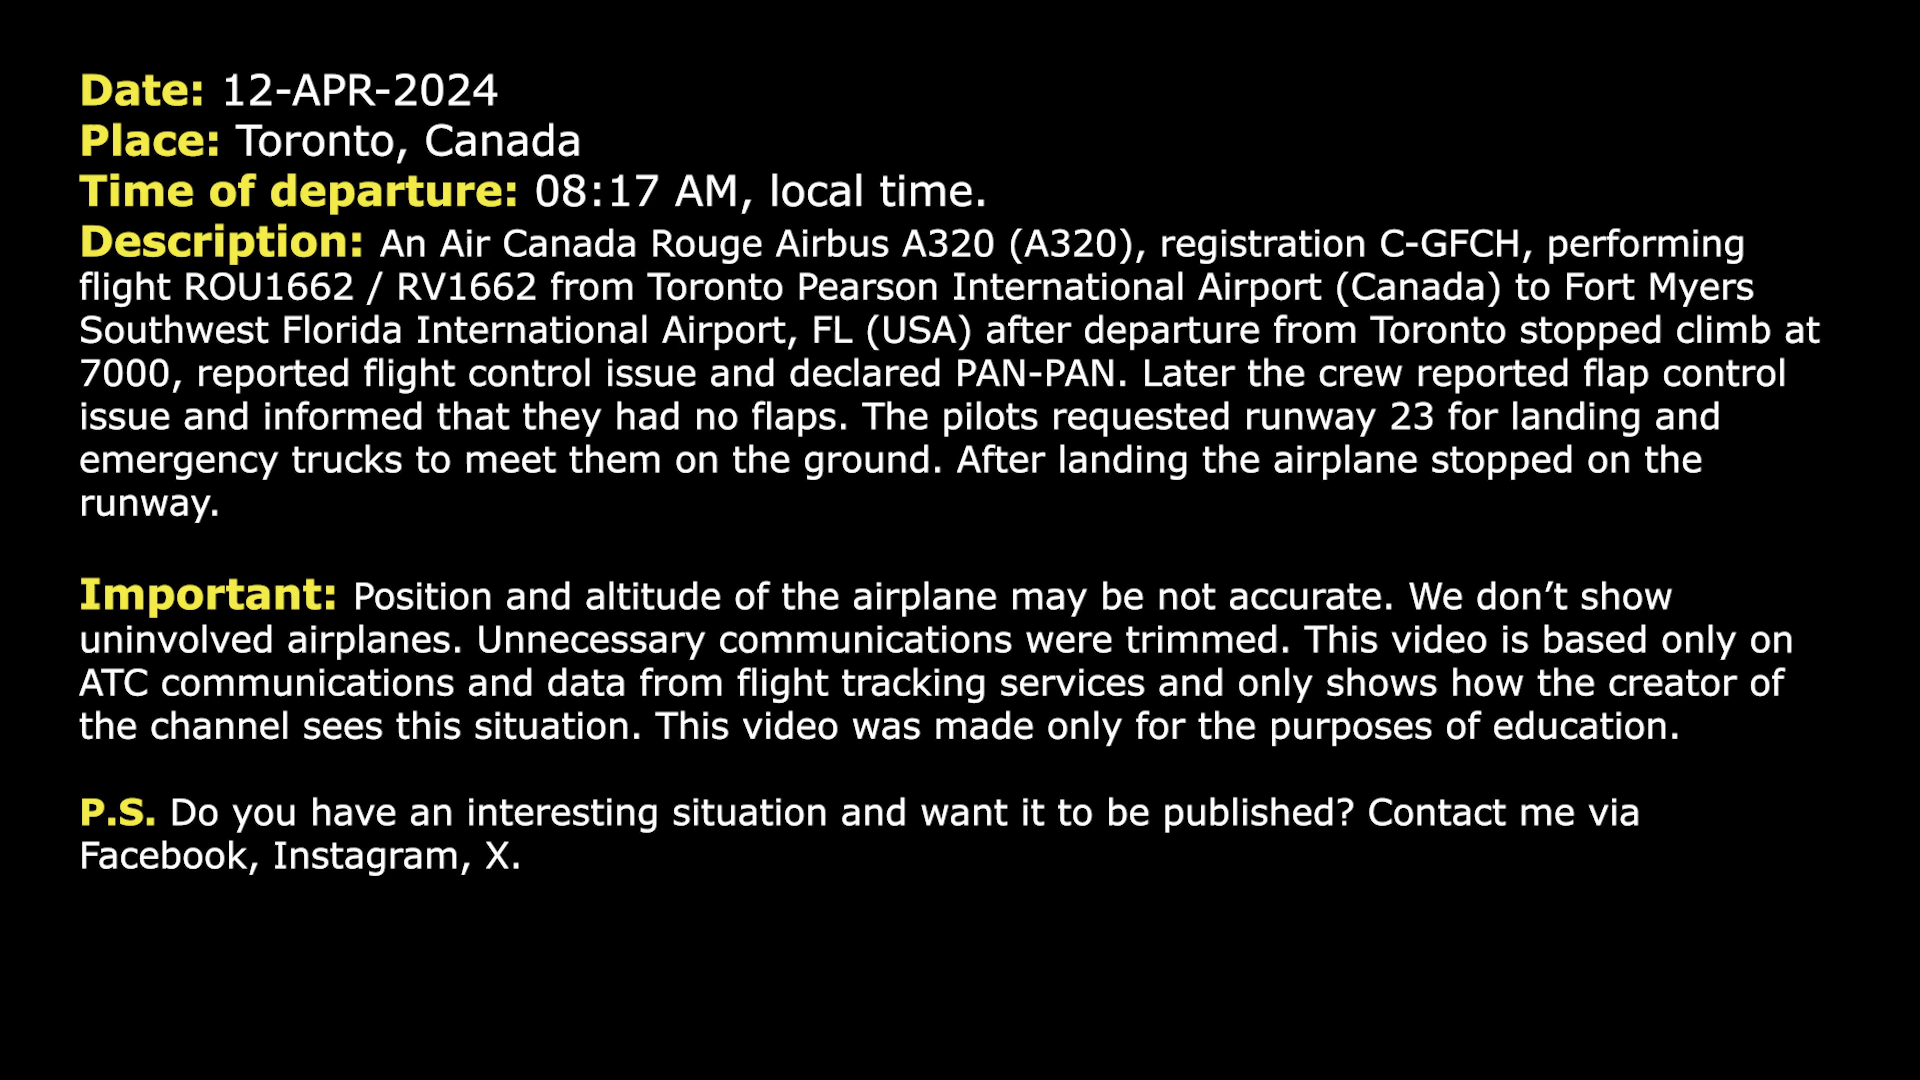 Date: 12-APR-2024
Place: Toronto, Canada
Time of departure: 08:17 AM, local time.
Description: An Air Canada Rouge Airbus A320 (A320), registration C-GFCH, performing
flight ROU1662 / RV1662 from Toronto Pearson International Airport (Canada) to Fort Myers
Southwest Florida International Airport, FL (USA) after departure from Toronto stopped climb at
7000, reported flight control issue and declared PAN-PAN. Later the crew reported flap control
issue and informed that they had no flaps. The pilots requested runway 23 for landing and
emergency trucks to meet them on the ground. After landing the airplane stopped on the
runway.
Important: Position and altitude of the airplane may be not accurate. We don’t show
uninvolved airplanes. Unnecessary communications were trimmed. This video is based only on
ATC communications and data from flight tracking services and only shows how the creator of
the channel sees this situation. This video was made only for the purposes of education.
P.S. Do you have an interesting situation and want it to be published? Contact me via
Facebook, Instagram, X.